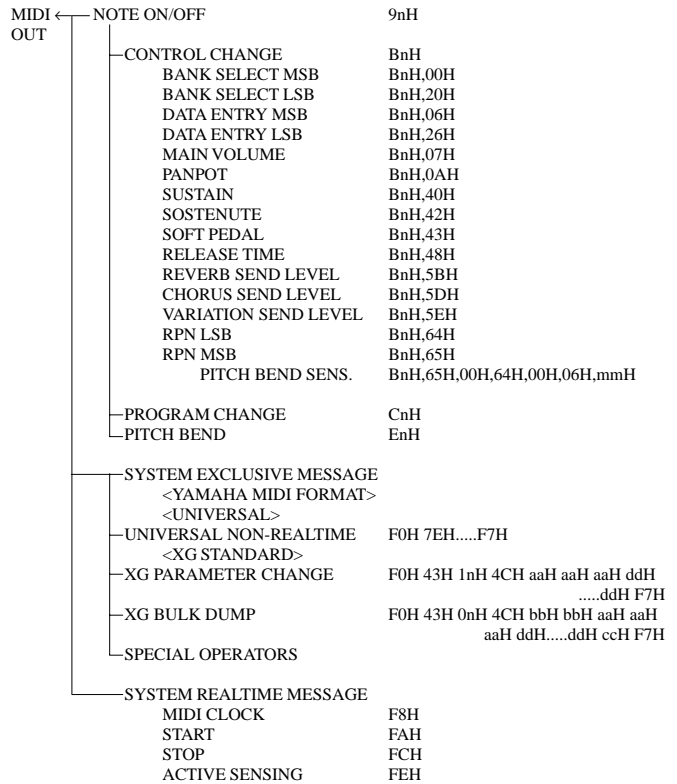 MIDI ← NOTE ON/OFF 9nH
OUT
CONTROL CHANGE BnH
BANK SELECT MSB BnH,00H
BANK SELECT LSB BnH,20H
DATA ENTRY MSB BnH,06H
DATA ENTRY LSB BnH,26H
MAIN VOLUME BnH,07H
PANPOT BnH,0AH
SUSTAIN BnH,40H
SOSTENUTE BnH,42H
SOFT PEDAL BnH,43H
RELEASE TIME BnH,48H
REVERB SEND LEVEL BnH,5BH
CHORUS SEND LEVEL BnH,5DH
VARIATION SEND LEVEL BnH,5EH
RPN LSB BnH,64H
RPN MSB BnH,65H
PITCH BEND SENS. BnH,65H,00H,64H,00H,06H,mmH
PROGRAM CHANGE CnH
PITCH BEND EnH
SYSTEM EXCLUSIVE MESSAGE
<YAMAHA MIDI FORMAT>
<UNIVERSAL>
UNIVERSAL NON-REALTIME F0H 7EH.....F7H
<XG STANDARD>
XG PARAMETER CHANGE F0H 43H 1nH 4CH aaH aaH aaH ddH
.....ddH F7H
XG BULK DUMP F0H 43H 0nH 4CH bbH bbH aaH aaH
aaH ddH.....ddH ccH F7H
SPECIAL OPERATORS
SYSTEM REALTIME MESSAGE
MIDI CLOCK F8H
START FAH
STOP FCH
ACTIVE SENSING FEH